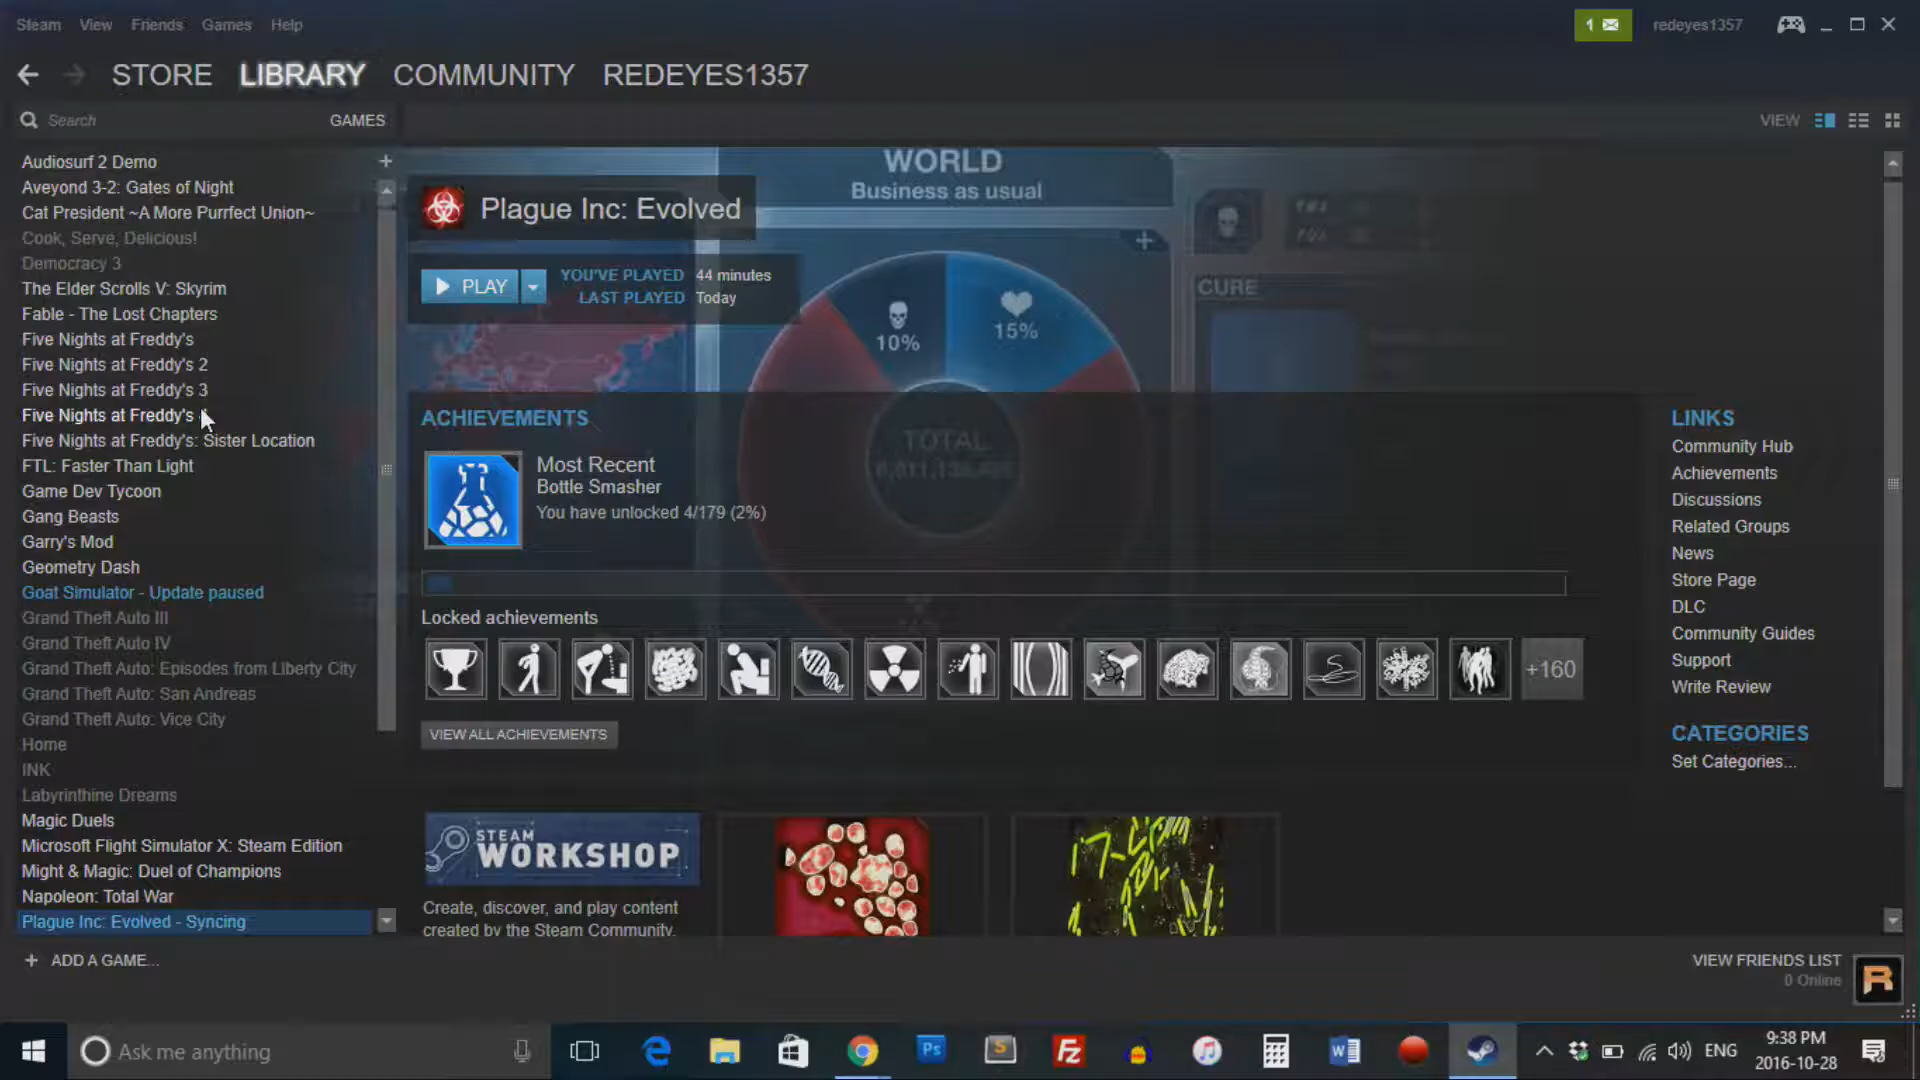 Steam View Friends Games Help
1
redeyes1357
STORE LIBRARY COMMUNITY REDEYES1357
Search
GAMES
VIEW
Audiosurf 2 Demo
Aveyond 3-2: Gates of Night
Cat President ~A More Purrfect Union~
Cook, Serve, Delicious!
Democracy 3
The Elder Scrolls V: Skyrim
Fable - The Lost Chapters
Five Nights at Freddy's
Five Nights at Freddy's 2
Five Nights at Freddy's 3
Five Nights at Freddy's
Five Nights at Freddy's: Sister Location
FTL: Faster Than Light
Game Dev Tycoon
Gang Beasts
Garry's Mod
Geometry Dash
Goat Simulator - Update paused
Grand Theft Auto III
Grand Theft Auto IV
Grand Theft Auto: Episodes from Liberty City
Grand Theft Auto: San Andreas
Grand Theft Auto: Vice City
Home
INK
Labyrinthine Dreams
Magic Duels
Microsoft Flight Simulator X: Steam Edition
Might & Magic: Duel of Champions
Napoleon: Total War
Plague Inc: Evolved - Syncing
+ ADD A GAME...
WORLD
Business as usual
Plague Inc: Evolved
PLAY
YOU'VE PLAYED 44 minutes
LAST PLAYED Today
10%
15%
CURE
TOTAL
ACHIEVEMENTS
Most Recent
Bottle Smasher
You have unlocked 4/179 (2%)
Locked achievements
+160
VIEW ALL ACHIEVEMENTS
STEAM
WORKSHOP
Create, discover, and play content
created by the Steam Community.
LINKS
Community Hub
Achievements
Discussions
Related Groups
News
Store Page
DLC
Community Guides
Support
Write Review
CATEGORIES
Set Categories...
VIEW FRIENDS LIST
0 Online
Ask me anything
Ps
S
Fz
W
ENG
9:38 PM
2016-10-28